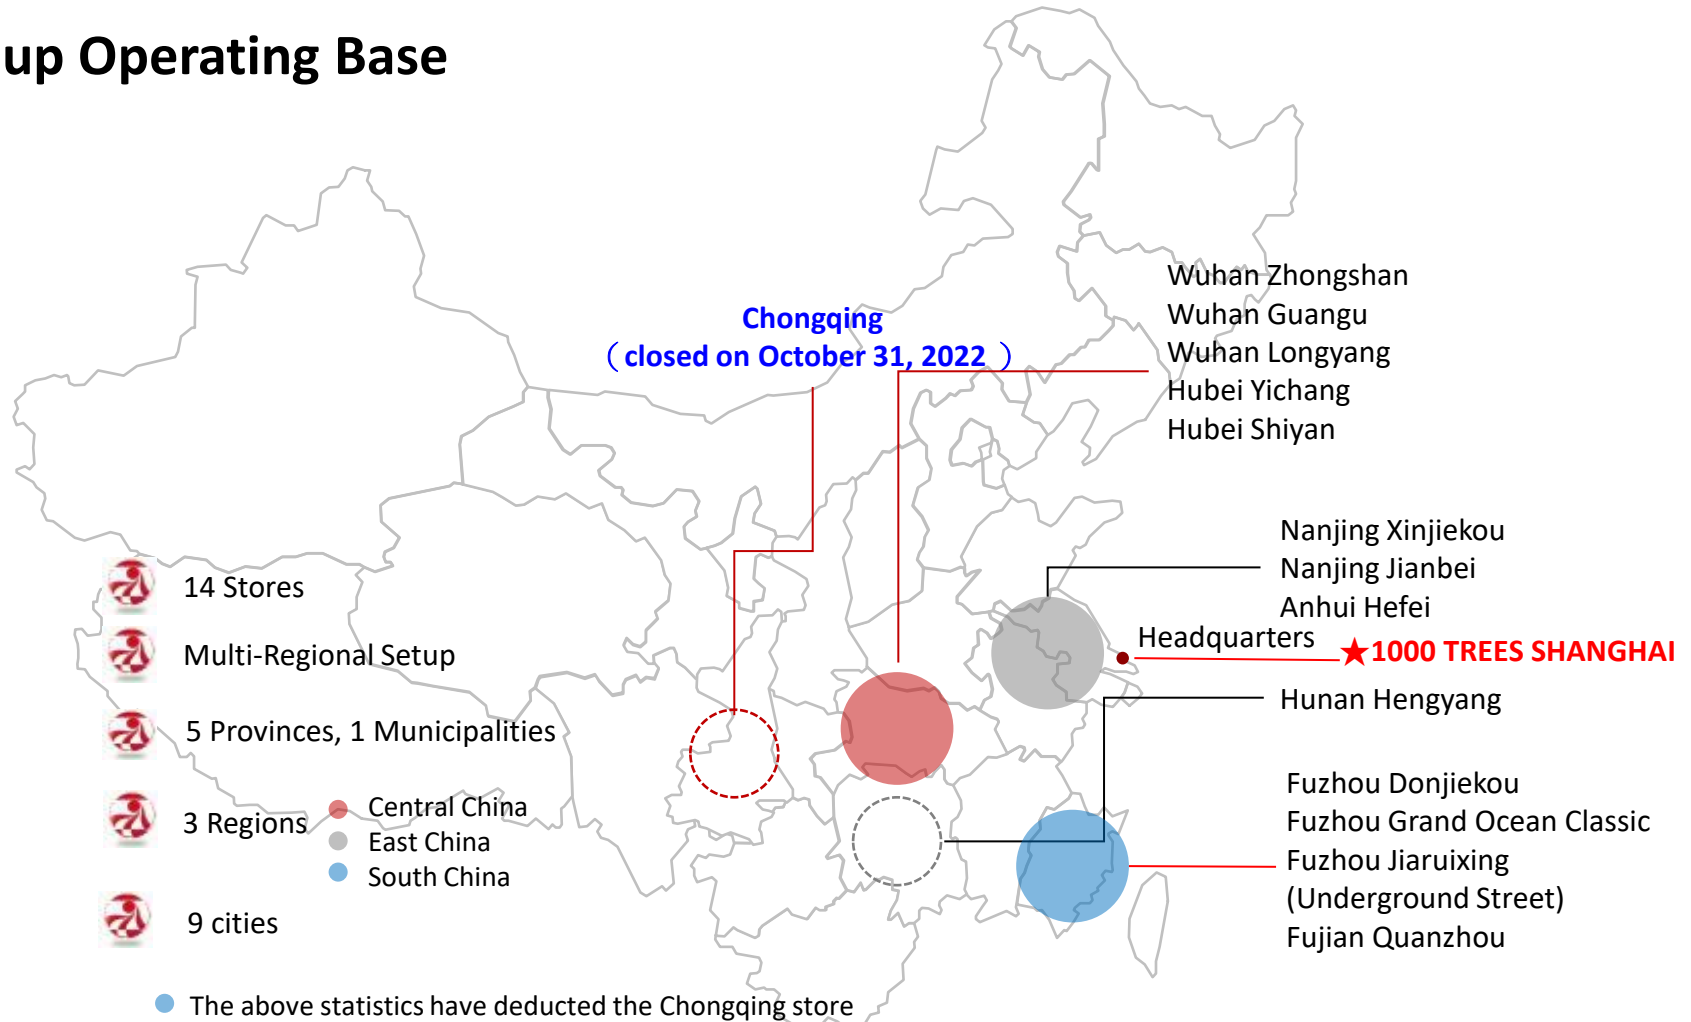 up Operating Base
Chongqing
（closed on October 31, 2022）
Wuhan Zhongshan
Wuhan Guangu
Wuhan Longyang
Hubei Yichang
Hubei Shiyan
Nanjing Xinjiekou
Nanjing Jianbei
Anhui Hefei
Headquarters
★1000 TREES SHANGHAI
Hunan Hengyang
Fuzhou Donjiekou
Fuzhou Grand Ocean Classic
Fuzhou Jiaruixing
(Underground Street)
Fujian Quanzhou
14 Stores
Multi-Regional Setup
5 Provinces, 1 Municipalities
3 Regions
Central China
East China
South China
9 cities
The above statistics have deducted the Chongqing store